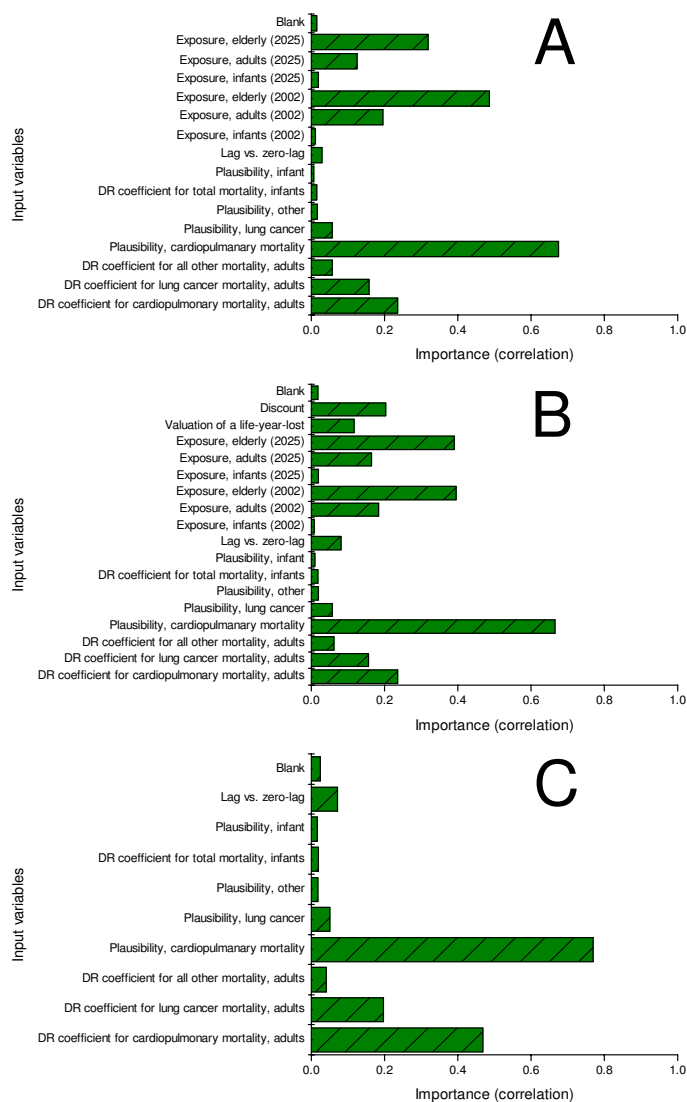 A
Input variables
Blank
Exposure, elderly (2025)
Exposure, adults (2025)
Exposure, infants (2025)
Exposure, elderly (2002)
Exposure, adults (2002)
Exposure, infants (2002)
Lag vs. zero-lag
Plausibility, infant
DR coefficient for total mortality, infants
Plausibility, other
Plausibility, lung cancer
Plausibility, cardiopulmanary mortality
DR coefficient for all other mortality, adults
DR coefficient for lung cancer mortality, adults
DR coefficient for cardiopulmonary mortality, adults
0.0 0.2 0.4 0.6 0.8 1.0
Importance (correlation)
B
Input variables
Blank
Discount
Valuation of a life-year-lost
Exposure, elderly (2025)
Exposure, adults (2025)
Exposure, infants (2025)
Exposure, elderly (2002)
Exposure, adults (2002)
Exposure, infants (2002)
Lag vs. zero-lag
Plausibility, infant
DR coefficient for total mortality, infants
Plausibility, other
Plausibility, lung cancer
Plausibility, cardiopulmanary mortality
DR coefficient for all other mortality, adults
DR coefficient for lung cancer mortality, adults
DR coefficient for cardiopulmonary mortality, adults
0.0 0.2 0.4 0.6 0.8 1.0
Importance (correlation)
C
Input variables
Blank
Lag vs. zero-lag
Plausibility, infant
DR coefficient for total mortality, infants
Plausibility, other
Plausibility, lung cancer
Plausibility, cardiopulmanary mortality
DR coefficient for all other mortality, adults
DR coefficient for lung cancer mortality, adults
DR coefficient for cardiopulmonary mortality, adults
0.0 0.2 0.4 0.6 0.8 1.0
Importance (correlation)